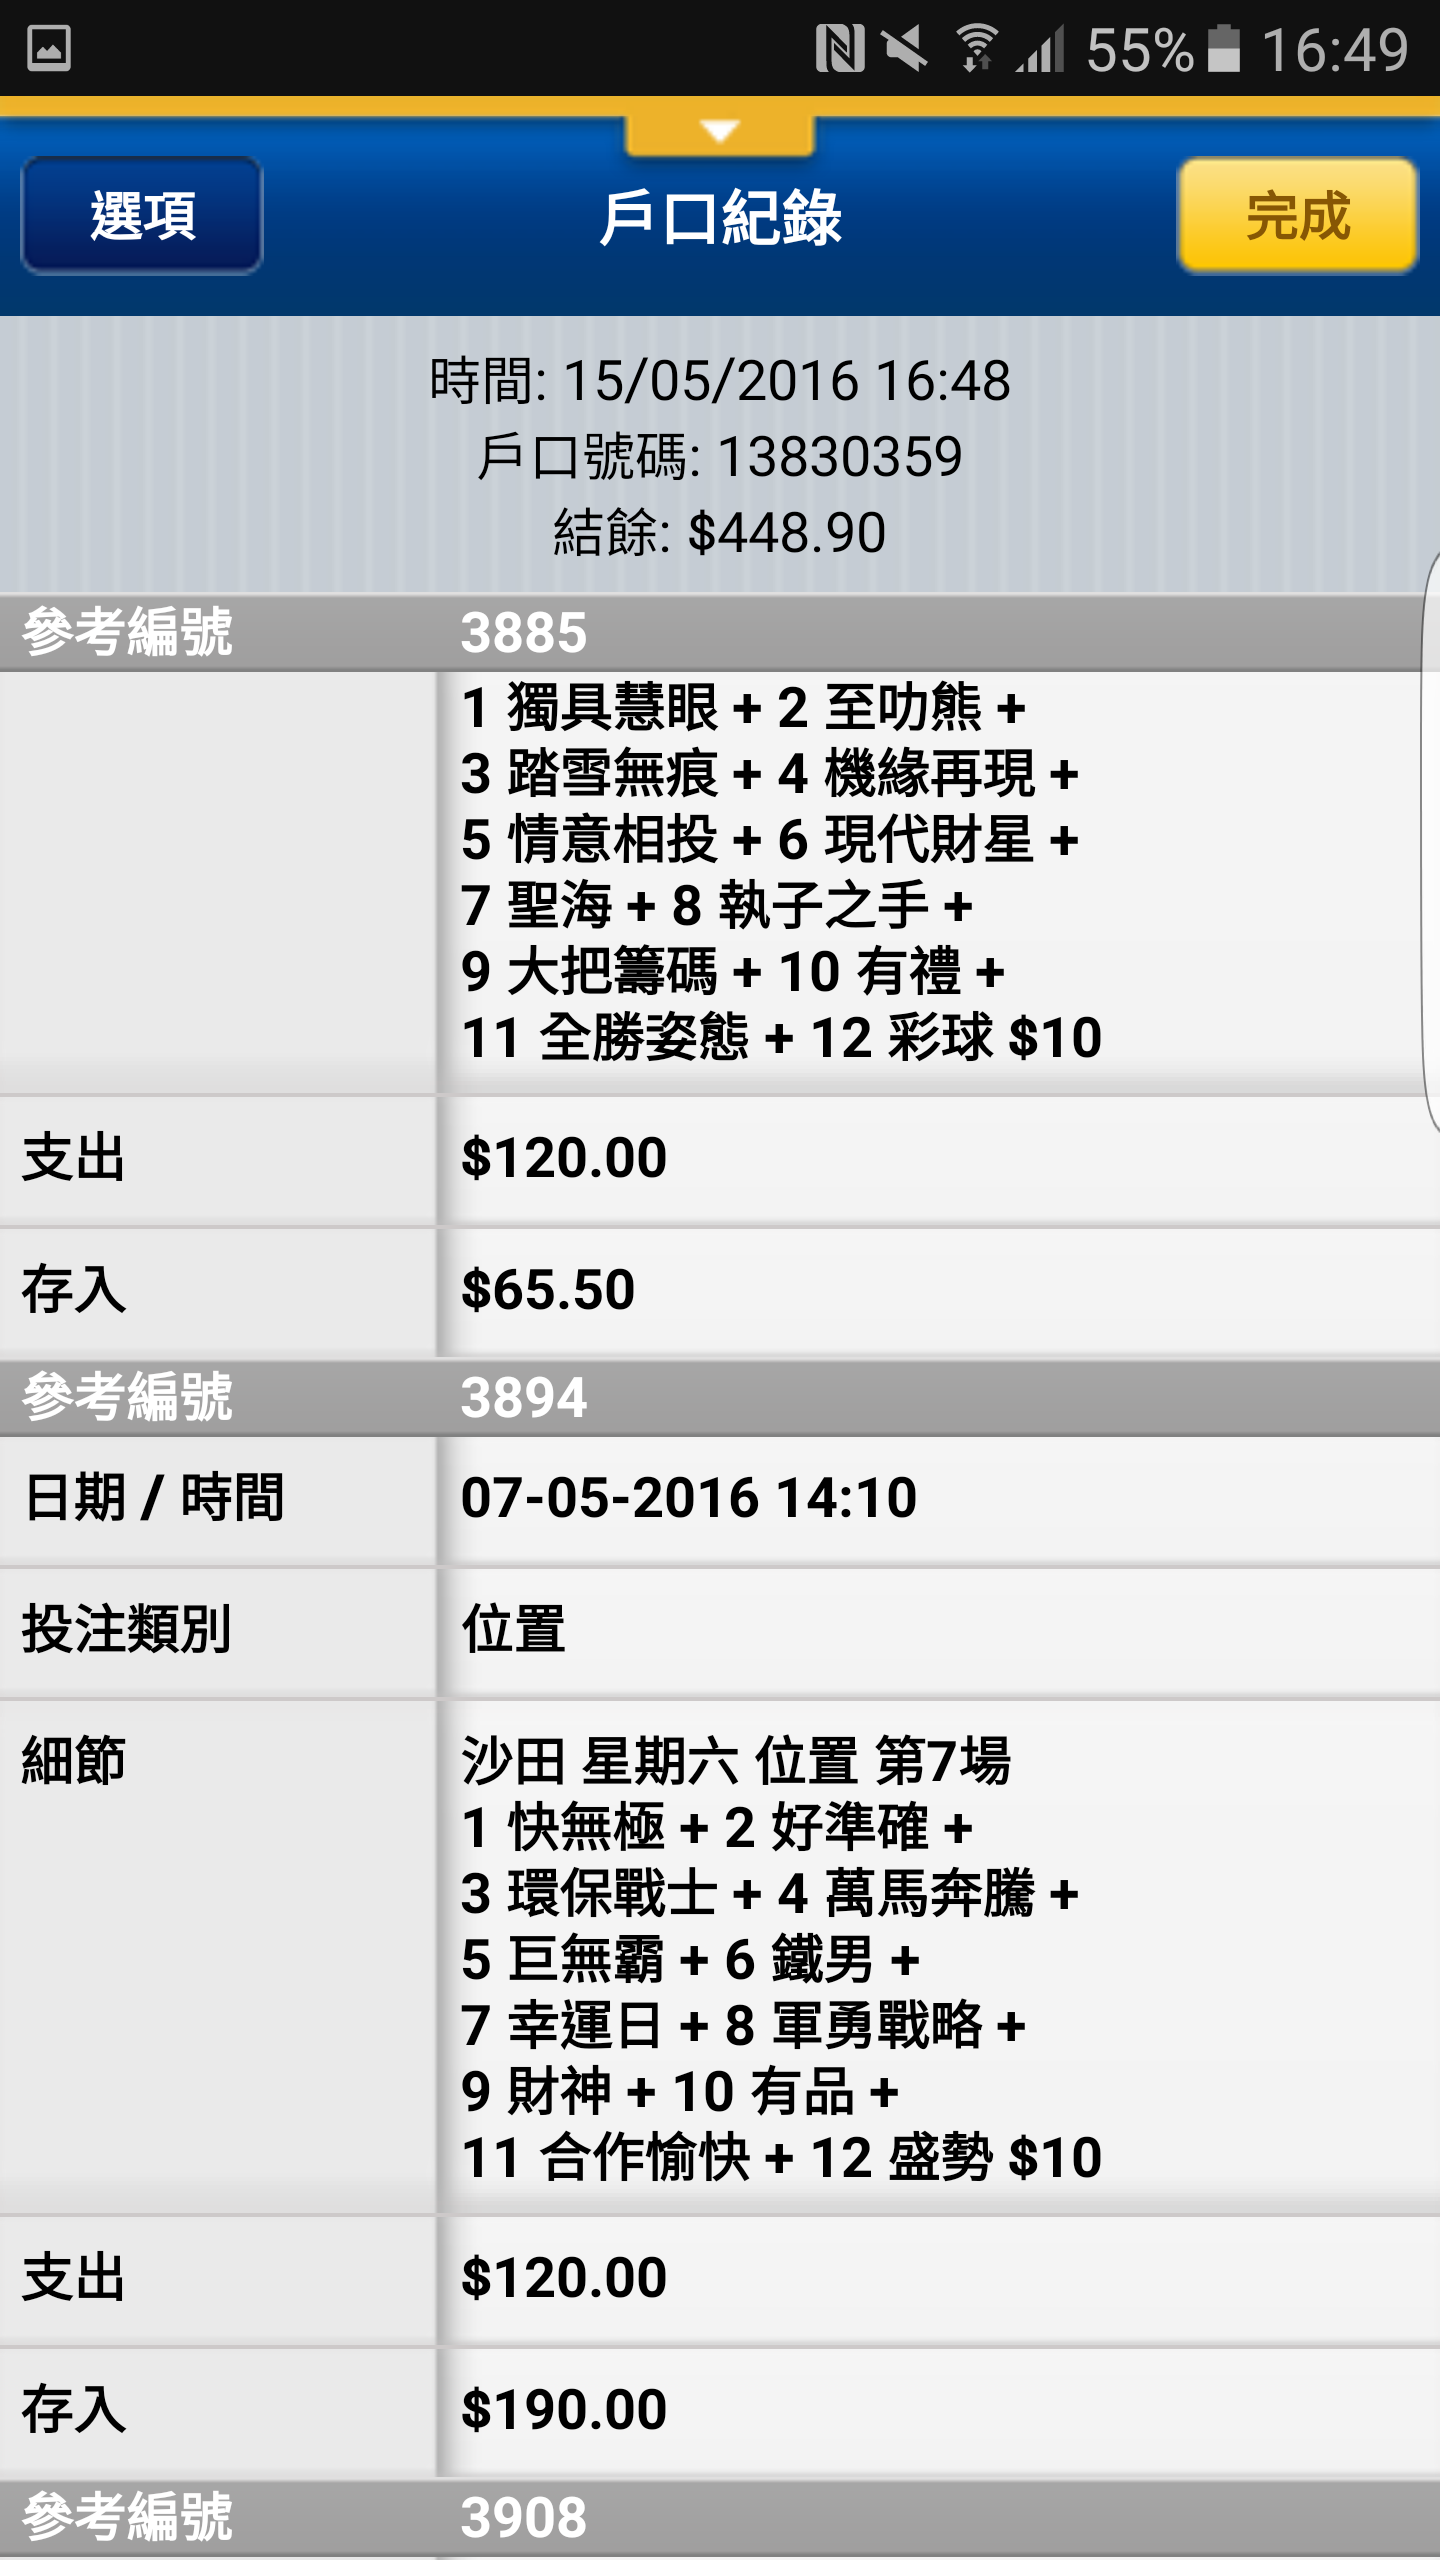 55% 16:49
選項 戶口紀錄 完成
時間: 15/05/2016 16:48
戶口號碼: 13830359
結餘: $448.90
參考編號 3885
1 獨具慧眼 + 2 至叻熊 +
3 踏雪無痕 + 4 機緣再現 +
5 情意相投 + 6 現代財星 +
7 聖海 + 8 執子之手 +
9 大把籌碼 + 10 有禮 +
11 全勝姿態 + 12 彩球 $10
支出 $120.00
存入 $65.50
參考編號 3894
日期 / 時間 07-05-2016 14:10
投注類別 位置
細節 沙田 星期六 位置 第7場
1 快無極 + 2 好準確 +
3 環保戰士 + 4 萬馬奔騰 +
5 巨無霸 + 6 鐵男 +
7 幸運日 + 8 軍勇戰略 +
9 財神 + 10 有品 +
11 合作愉快 + 12 盛勢 $10
支出 $120.00
存入 $190.00
參考編號 3908